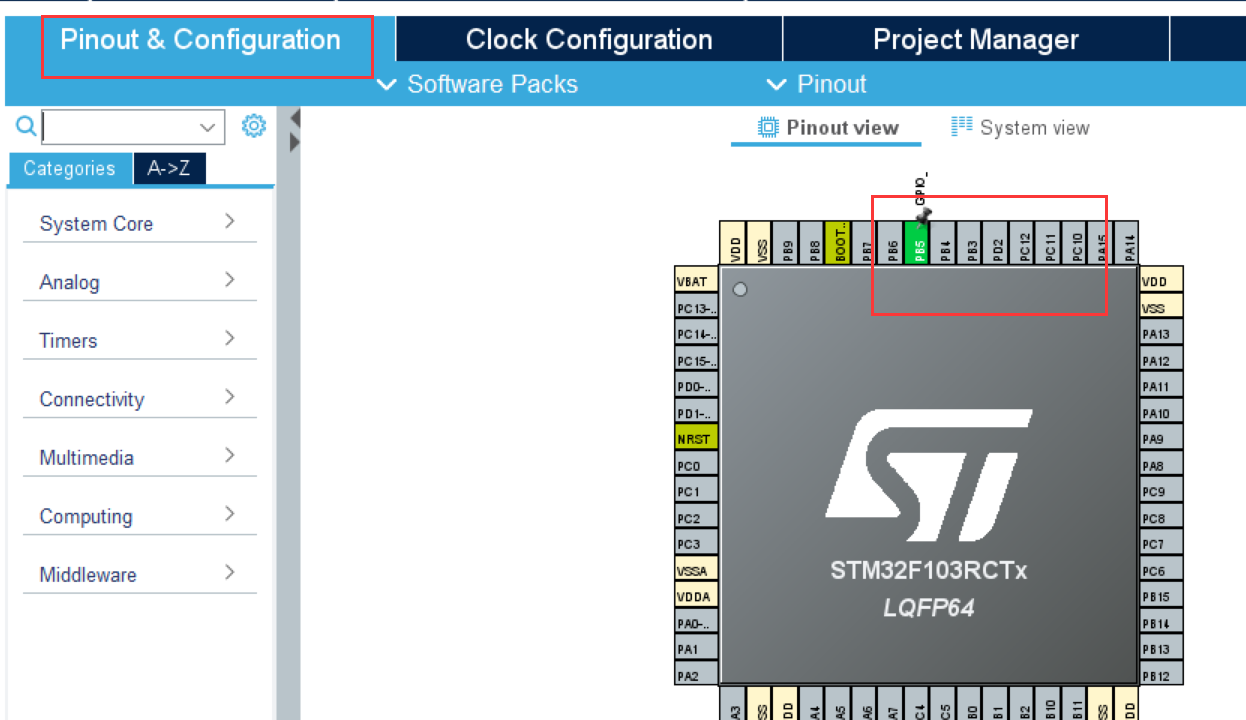 Pinout & Configuration
Clock Configuration
Project Manager
Software Packs
Pinout
Pinout view
System view
Categories
A->Z
System Core
Analog
Timers
Connectivity
Multimedia
Computing
Middleware
GPIO_
VDD
VSS
PB9
PB8
BOOT..
PB7
PB6
PB5
PB4
PB3
PD2
PC12
PC11
PC10
PA15
PA14
VBAT
PC13-..
PC14-..
PC15-..
PD0-..
PD1-..
NRST
PC0
PC1
PC2
PC3
VSSA
VDDA
PA0-..
PA1
PA2
VDD
VSS
PA13
PA12
PA11
PA10
PA9
PA8
PC9
PC8
PC7
PC6
PB15
PB14
PB13
PB12
STM32F103RCTx
LQFP64
A3
SS
DD
A4
A5
A6
A7
C4
C5
B0
B1
B2
B10
B11
SS
DD